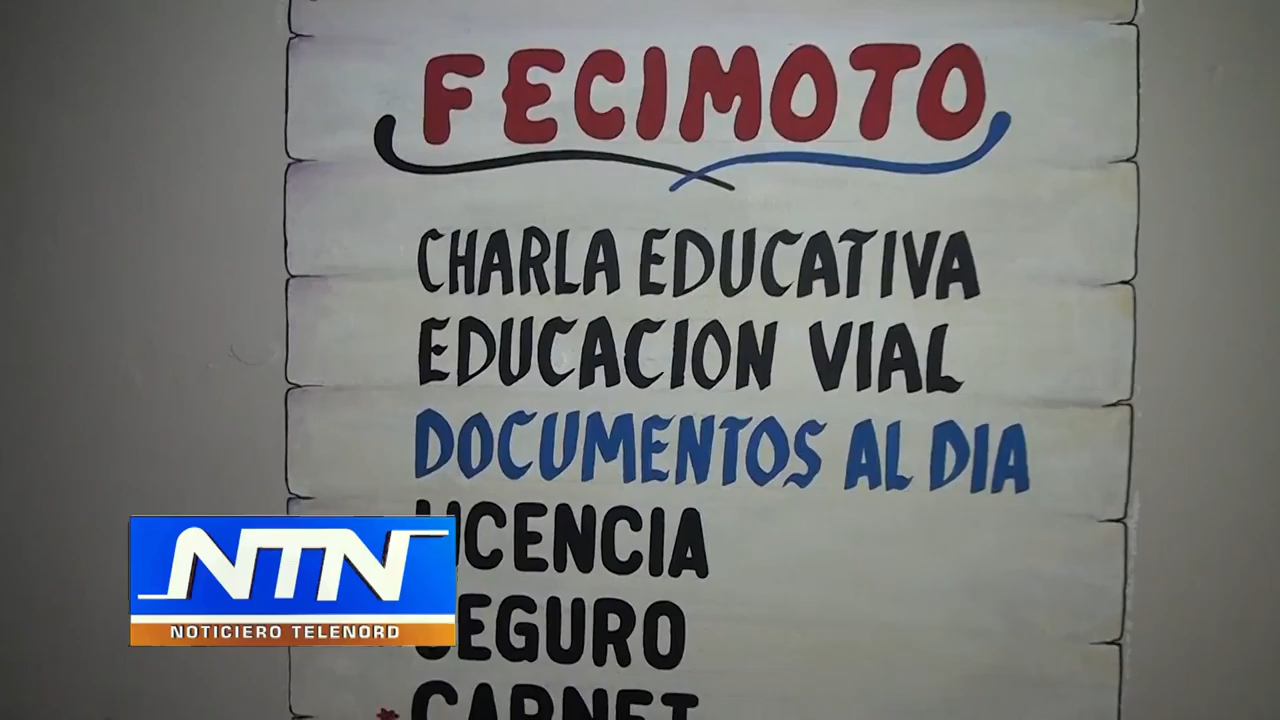 FECIMOTO
CHARLA EDUCATIVA
EDUCACION VIAL
DOCUMENTOS AL DIA
LICENCIA
SEGURO
* CARNET
NTN
NOTICIERO TELENORD